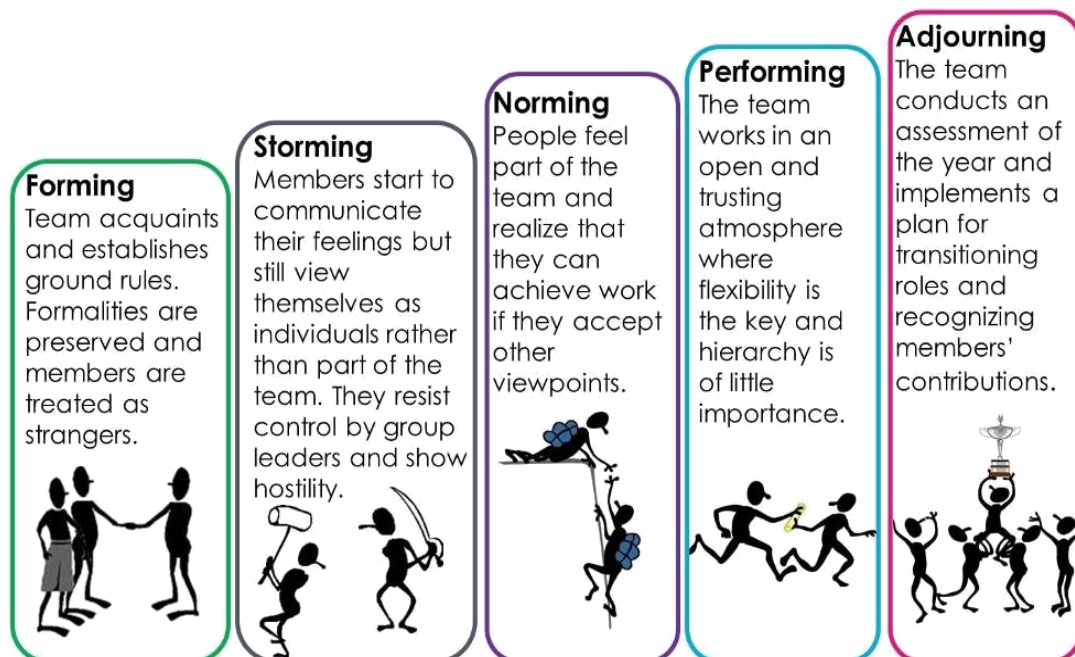 Forming
Team acquaints
and establishes
ground rules.
Formalities are
preserved and
members are
treated as
strangers.
Storming
Members start to
communicate
their feelings but
still view
themselves as
individuals rather
than part of the
team. They resist
control by group
leaders and show
hostility.
Norming
People feel
part of the
team and
realize that
they can
achieve work
if they accept
other
viewpoints.
Performing
The team
works in an
open and
trusting
atmosphere
where
flexibility is
the key and
hierarchy is
of little
importance.
Adjourning
The team
conducts an
assessment of
the year and
implements a
plan for
transitioning
roles and
recognizing
members’
contributions.